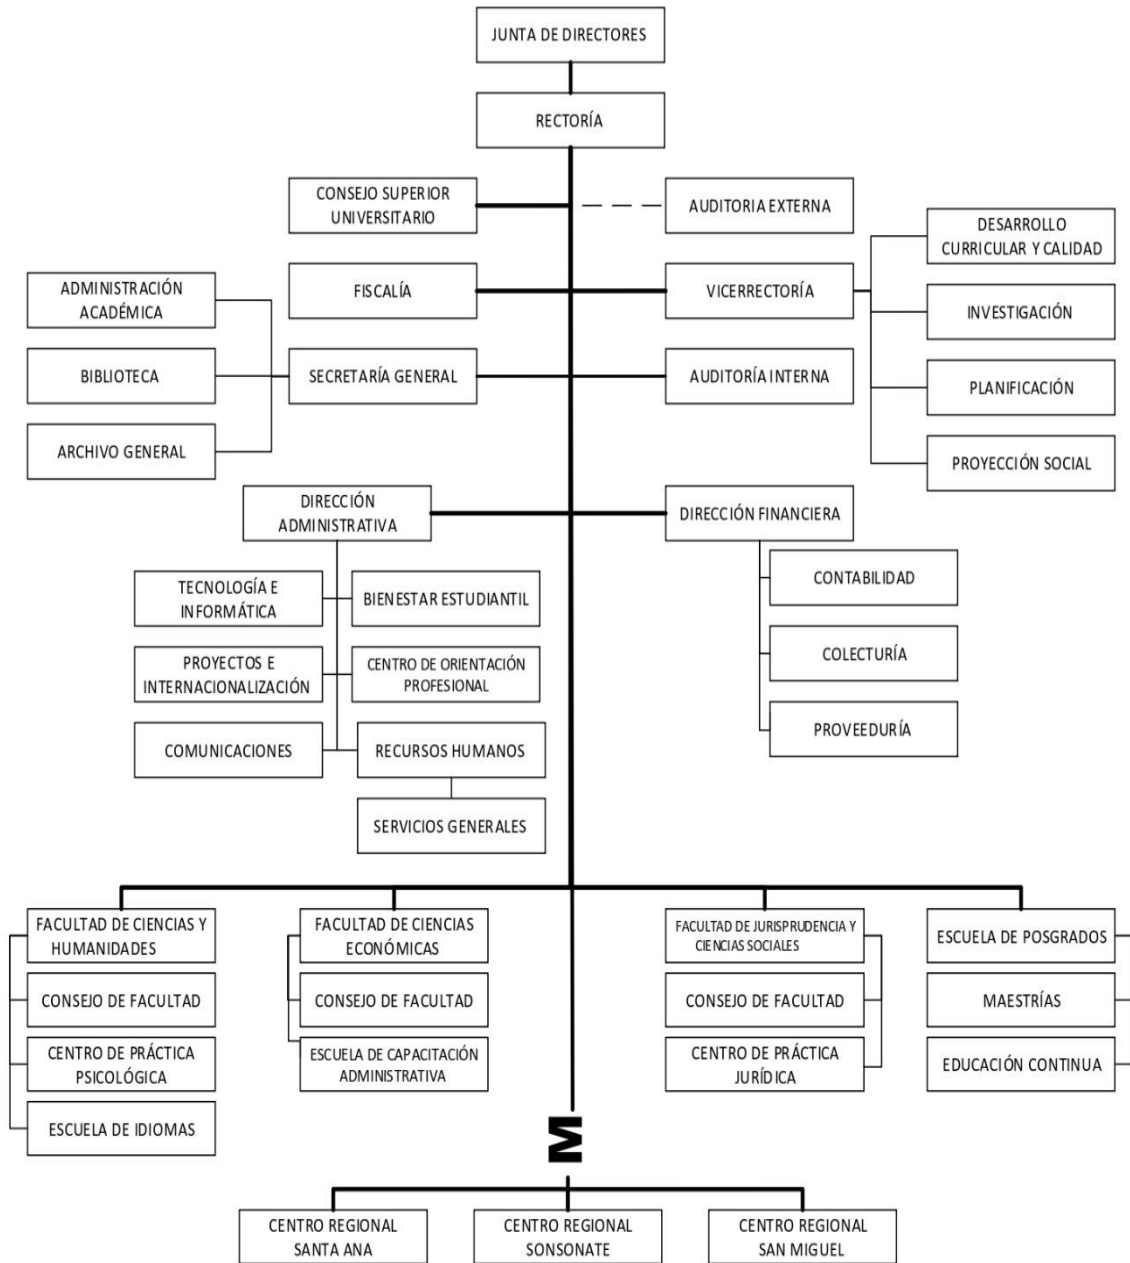 JUNTA DE DIRECTORES
RECTORÍA
CONSEJO SUPERIOR
UNIVERSITARIO
AUDITORIA EXTERNA
DESARROLLO
CURRICULAR Y CALIDAD
ADMINISTRACIÓN
ACADÉMICA
FISCALÍA
VICERRECTORÍA
INVESTIGACIÓN
BIBLIOTECA
SECRETARÍA GENERAL
AUDITORÍA INTERNA
PLANIFICACIÓN
ARCHIVO GENERAL
PROYECCIÓN SOCIAL
DIRECCIÓN
ADMINISTRATIVA
DIRECCIÓN FINANCIERA
TECNOLOGÍA E
INFORMÁTICA
BIENESTAR ESTUDIANTIL
CONTABILIDAD
PROYECTOS E
INTERNACIONALIZACIÓN
CENTRO DE ORIENTACIÓN
PROFESIONAL
COLECTURÍA
COMUNICACIONES
RECURSOS HUMANOS
PROVEEDURÍA
SERVICIOS GENERALES
FACULTAD DE CIENCIAS Y
HUMANIDADES
FACULTAD DE CIENCIAS
ECONÓMICAS
FACULTAD DE JURISPRUDENCIA Y
CIENCIAS SOCIALES
ESCUELA DE POSGRADOS
CONSEJO DE FACULTAD
CONSEJO DE FACULTAD
CONSEJO DE FACULTAD
MAESTRÍAS
CENTRO DE PRÁCTICA
PSICOLÓGICA
ESCUELA DE CAPACITACIÓN
ADMINISTRATIVA
CENTRO DE PRÁCTICA
JURÍDICA
EDUCACIÓN CONTINUA
ESCUELA DE IDIOMAS
M
CENTRO REGIONAL
SANTA ANA
CENTRO REGIONAL
SONSONATE
CENTRO REGIONAL
SAN MIGUEL